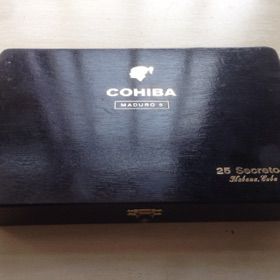 COHIBA
MADURO 5
25 Secretos
Habana, Cuba